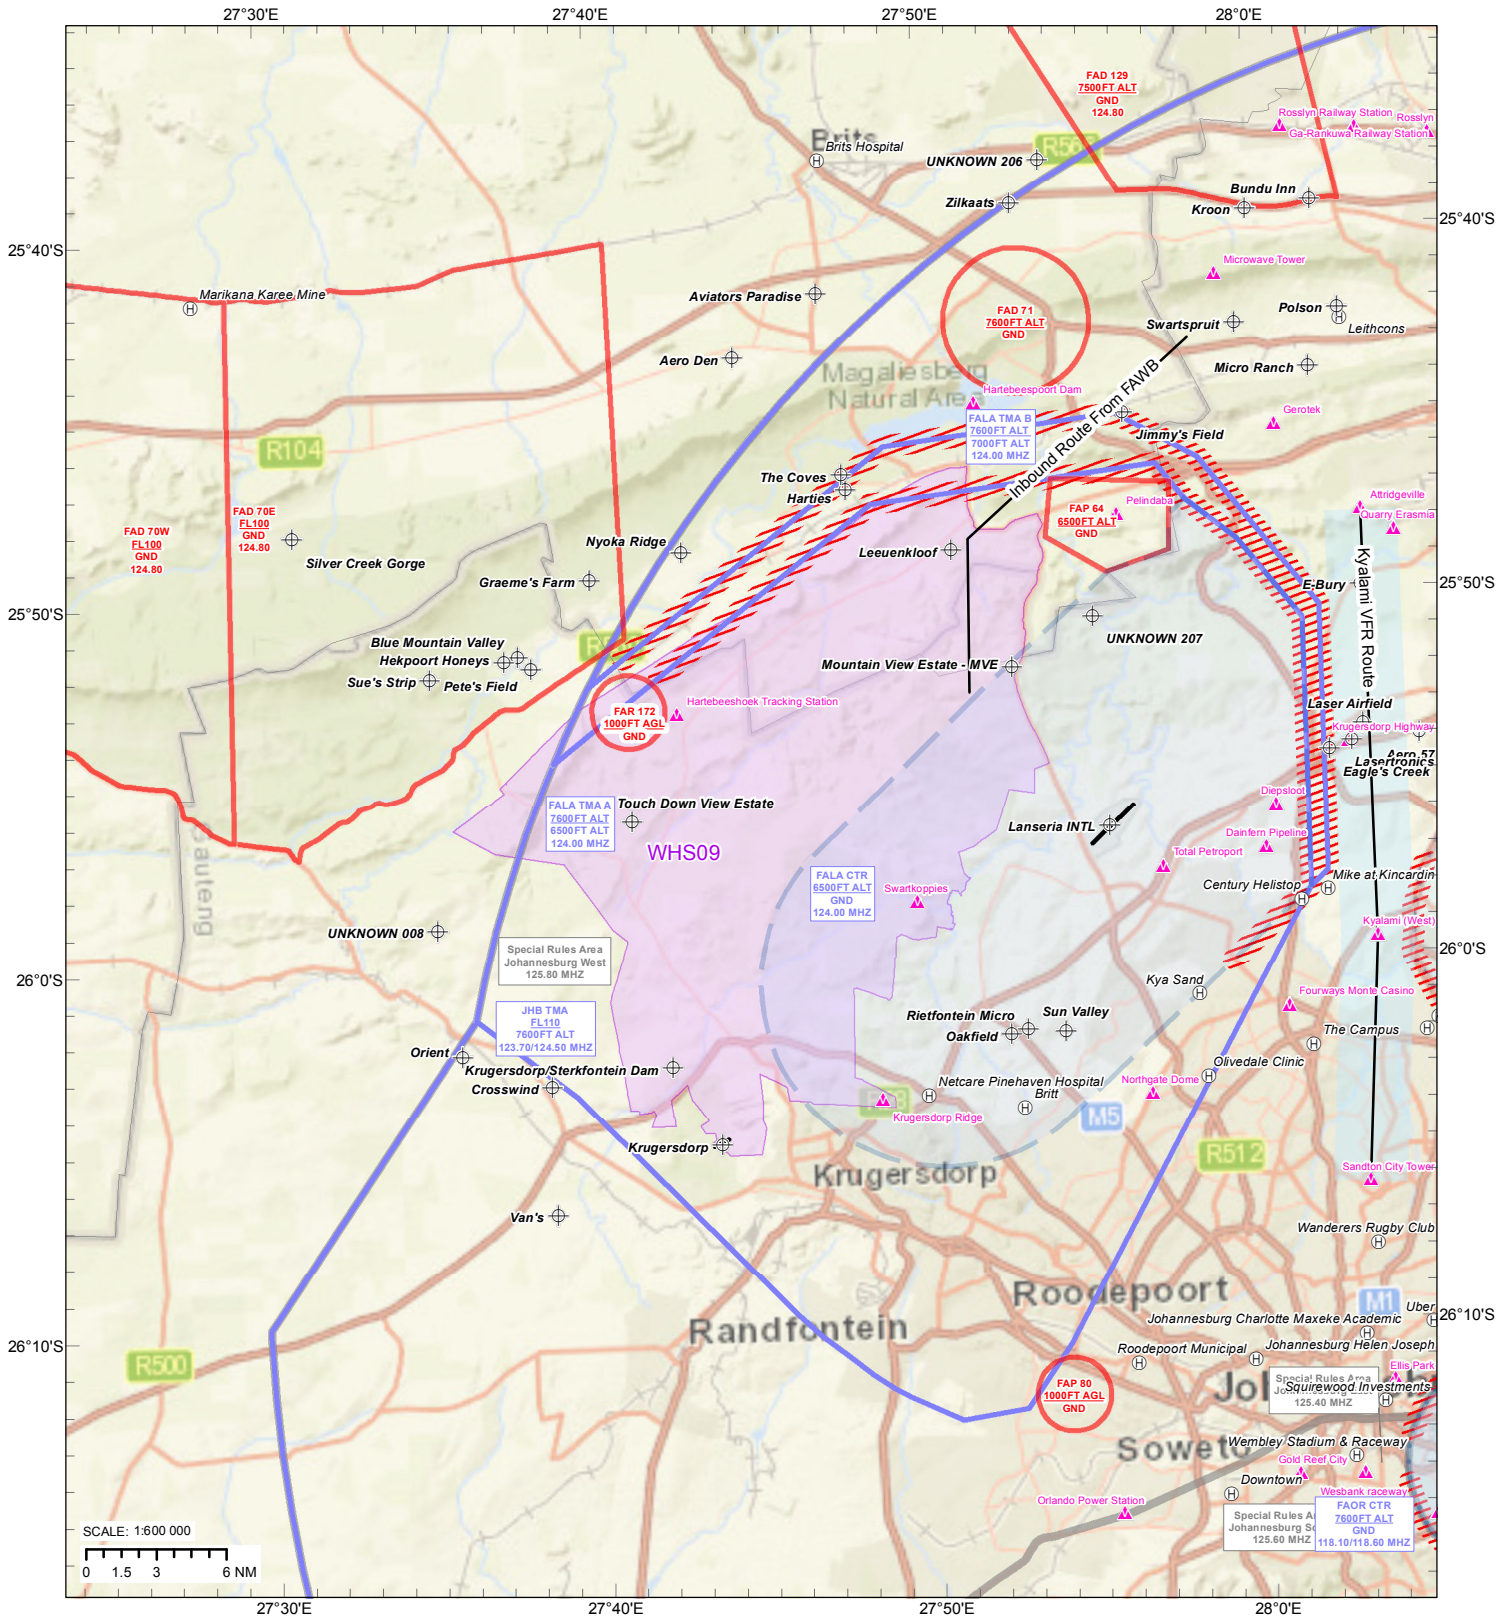 27°30'E
27°40'E
27°50'E
28°0'E
FAD 129
7500FT ALT
GND
124.80
Rosslyn Railway Station
Rosslyn
Ga-Rankuwa Railway Station
Brits
Brits Hospital
UNKNOWN 206
Bundu Inn
Zilkaats
Kroon
25°40'S
25°40'S
Microwave Tower
Marikana Karee Mine
Aviators Paradise
FAD 71
7600FT ALT
GND
Polson
Leithcons
Swartspruit
Aero Den
Micro Ranch
Magaliesberg
Natural Area
Hartebeespoort Dam
Inbound Route From FAWB
Gerotek
FALA TMA B
7600FT ALT
7000FT ALT
124.00 MHZ
Jimmy's Field
R104
The Coves
Harties
Attridgeville
Pelindaba
Quarry Erasmia
FAP 64
6500FT ALT
GND
FAD 70E
FL100
GND
124.80
FAD 70W
FL100
GND
124.80
Nyoka Ridge
Leeuenkloof
Silver Creek Gorge
Graeme's Farm
E-Bury
25°50'S
25°50'S
Kyalami VFR Route
UNKNOWN 207
Blue Mountain Valley
Hekpoort Honeys
Sue's Strip
Pete's Field
Mountain View Estate - MVE
Hartebeeshoek Tracking Station
FAR 172
1000FT AGL
GND
Laser Airfield
Krugersdorp Highway
Aero 57
Lasertronics
Eagle's Creek
Diepsloot
FALA TMA A
7600FT ALT
6500FT ALT
124.00 MHZ
Touch Down View Estate
Lanseria INTL
Dainfern Pipeline
WHS09
Total Petroport
Gauteng
FALA CTR
6500FT ALT
GND
124.00 MHZ
Swartkoppies
Century Helistop
Mike at Kincardin
UNKNOWN 008
Kyalami (West)
Special Rules Area
Johannesburg West
125.80 MHZ
26°0'S
26°0'S
Kya Sand
Fourways Monte Casino
JHB TMA
FL110
7600FT ALT
123.70/124.50 MHZ
Rietfontein Micro
Sun Valley
Oakfield
The Campus
Orient
Olivedale Clinic
Krugersdorp/Sterkfontein Dam
Crosswind
Netcare Pinehaven Hospital
Northgate Dome
Britt
Krugersdorp Ridge
M5
Krugersdorp
R512
Krugersdorp
Sandton City Tower
Van's
Wanderers Rugby Club
Roodepoort
M1
Uber
Johannesburg Charlotte Maxeke Academic
26°10'S
26°10'S
Randfontein
Roodepoort Municipal
Johannesburg Helen Joseph
R500
Ellis Park
FAP 80
1000FT AGL
GND
Special Rules Area
125.40 MHZ
Squirewood Investments
Soweto
Wembley Stadium & Raceway
Gold Reef City
Downtown
Wesbank raceway
Orlando Power Station
Special Rules
Johannesburg
125.60 MHZ
FAOR CTR
7600FT ALT
GND
118.10/118.60 MHZ
SCALE: 1:600 000
0 1.5 3 6 NM
27°30'E
27°40'E
27°50'E
28°0'E